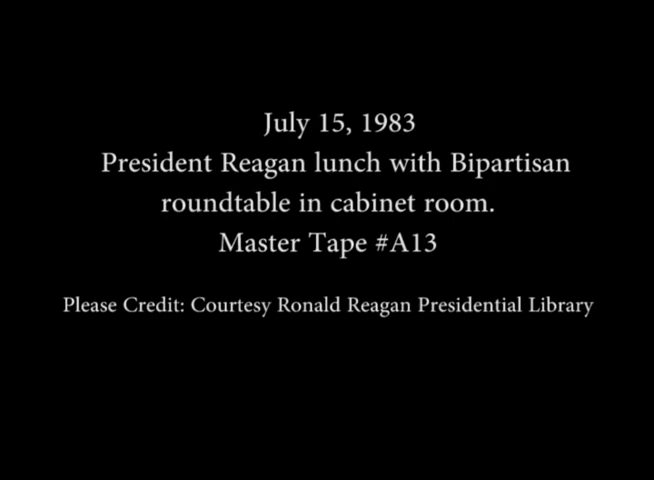 July 15, 1983
President Reagan lunch with Bipartisan
roundtable in cabinet room.
Master Tape #A13
Please Credit: Courtesy Ronald Reagan Presidential Library